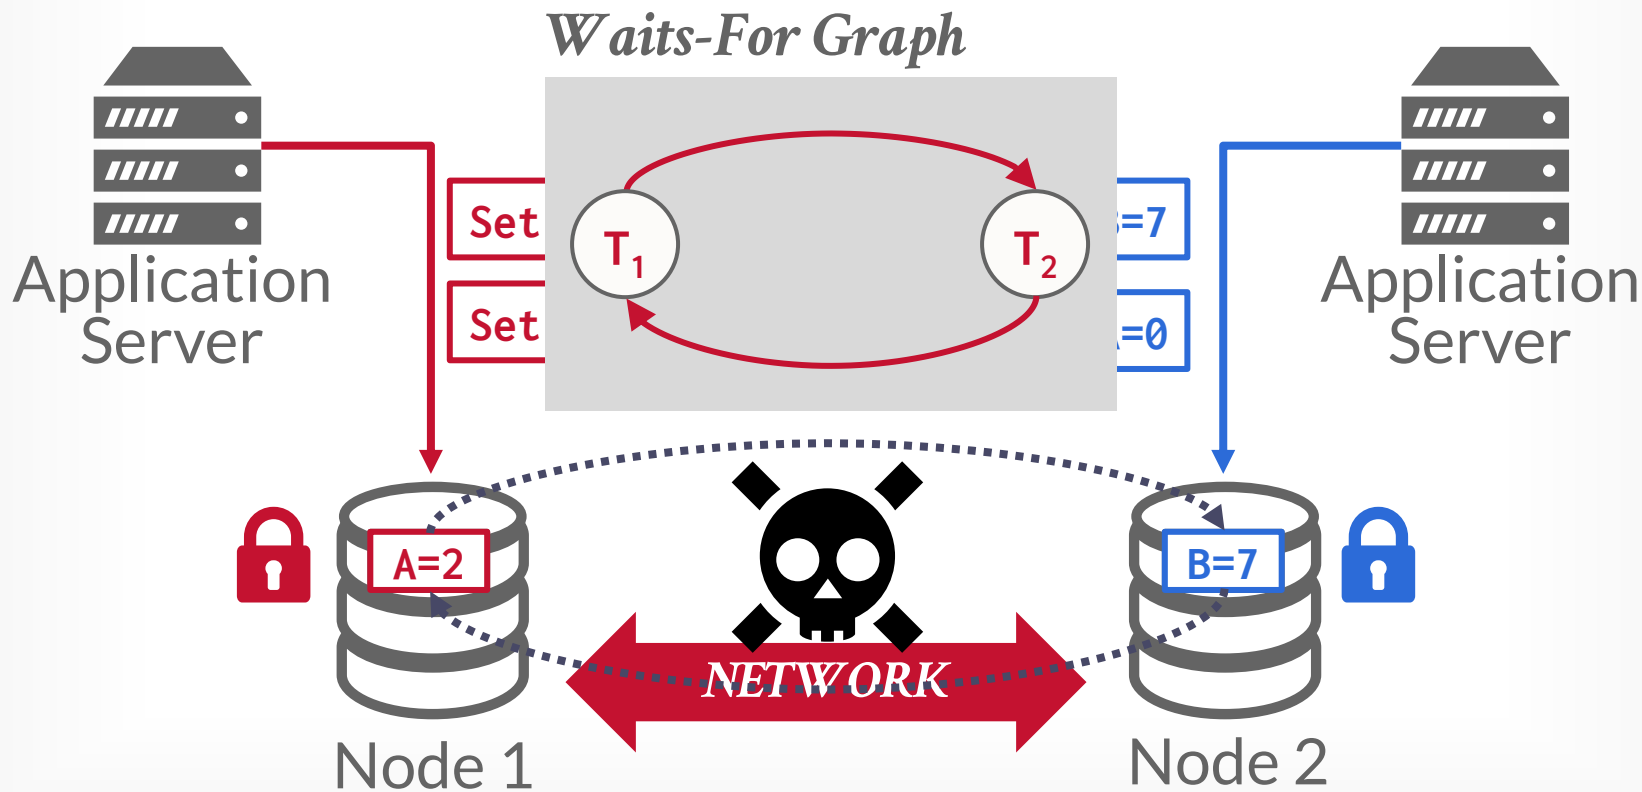 Waits-For Graph
Set
T1
T2
=7
Set
=0
Application
Server
Application
Server
A=2
B=7
NETWORK
Node 1
Node 2